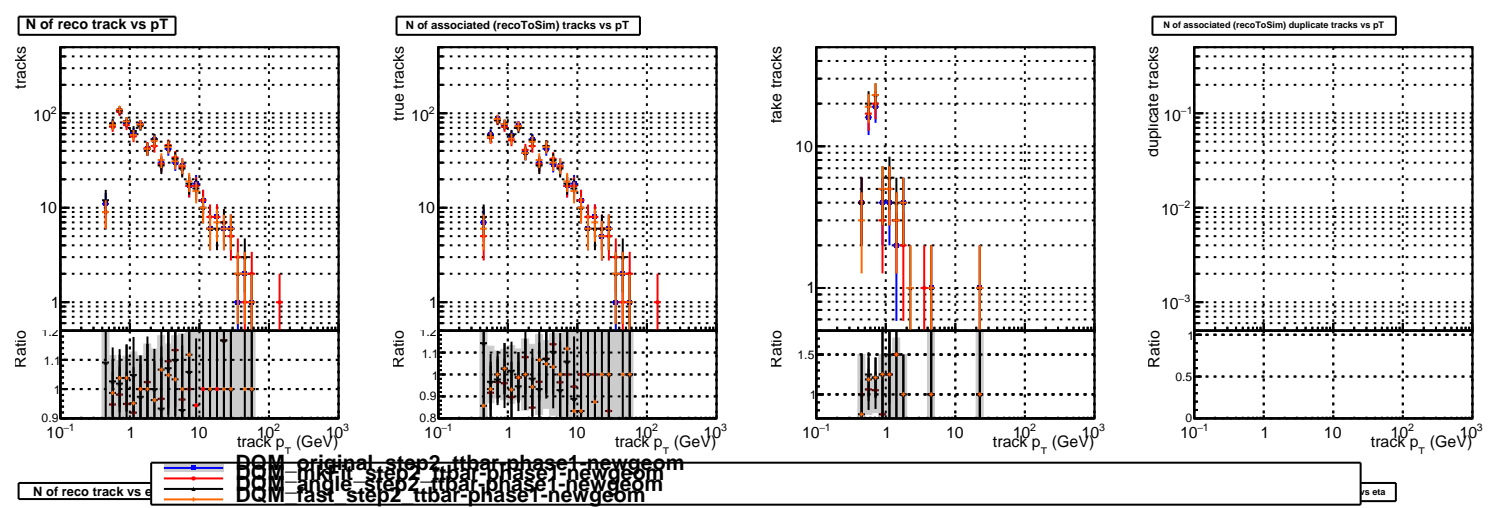 N of reco track vs pT
N of associated (recoToSim) tracks vs pT
N of associated (recoToSim) duplicate tracks vs pT
tracks
10²
10
1
Ratio
1.2
1.1
1
0.9
10⁻¹ 1 10 10² 10³
track p_T (GeV)
true tracks
10²
10
1
Ratio
1.2
1.1
1
0.9
0.8
10⁻¹ 1 10 10² 10³
track p_T (GeV)
fake tracks
10
1
Ratio
1.5
1
10⁻¹ 1 10 10² 10³
track p_T (GeV)
duplicate tracks
10⁻¹
10⁻²
10⁻³
Ratio
1
0.5
0
10⁻¹ 1 10 10² 10³
track p_T (GeV)
DQM_original_step2_ttbar-phase1-newgeom
DQM_mkFit_step2_ttbar-phase1-newgeom
DQM_angle_step2_ttbar-phase1-newgeom
DQM_fast_step2_ttbar-phase1-newgeom
N of reco track vs e
vs eta